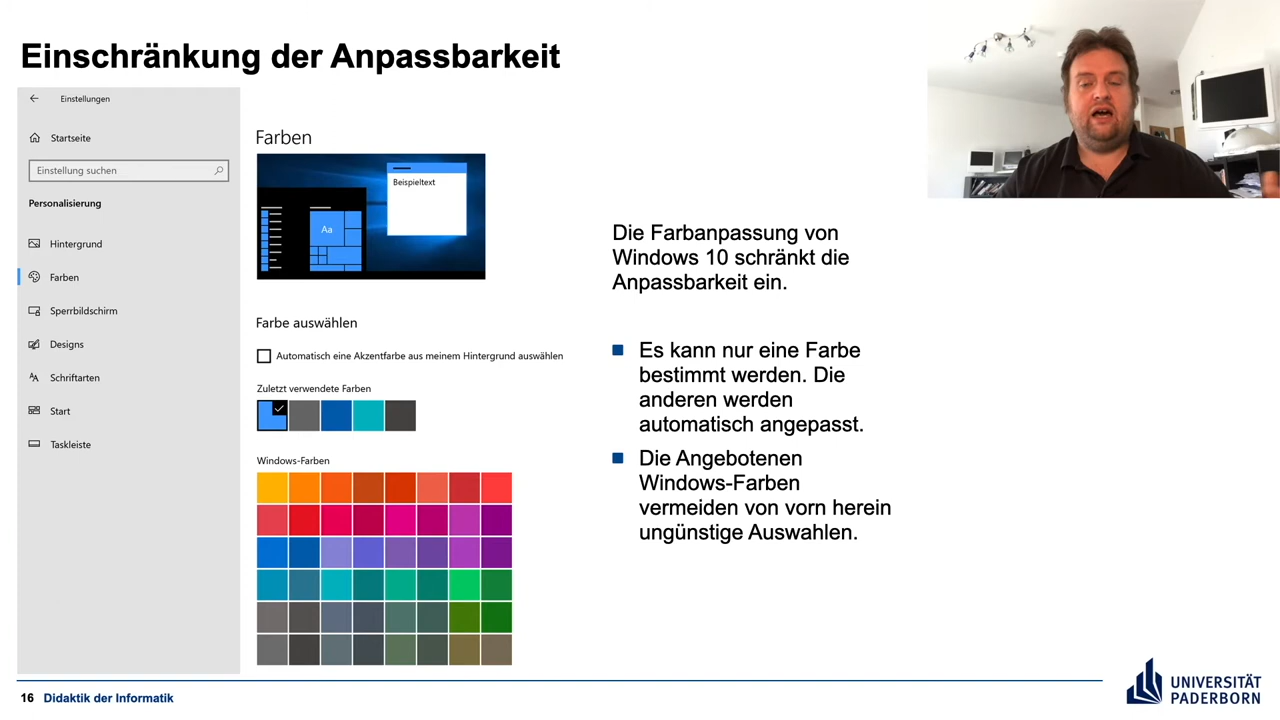 Einschränkung der Anpassbarkeit
Einstellungen
Startseite
Einstellung suchen
Personalisierung
Hintergrund
Farben
Sperrbildschirm
Designs
Schriftarten
Start
Taskleiste
Farben
Beispieltext
Aa
Farbe auswählen
Automatisch eine Akzentfarbe aus meinem Hintergrund auswählen
Zuletzt verwendete Farben
Windows-Farben
Die Farbanpassung von
Windows 10 schränkt die
Anpassbarkeit ein.
Es kann nur eine Farbe
bestimmt werden. Die
anderen werden
automatisch angepasst.
Die Angebotenen
Windows-Farben
vermeiden von vorn herein
ungünstige Auswahlen.
16 Didaktik der Informatik
UNIVERSITÄT
PADERBORN